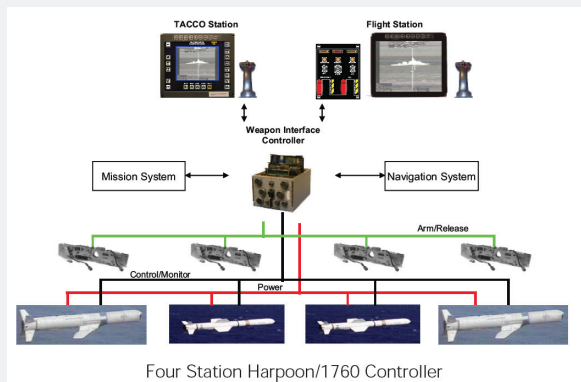 TACCO Station
Flight Station
Weapon Interface
Controller
Mission System
Navigation System
Arm/Release
Control/Monitor
Power
Four Station Harpoon/1760 Controller